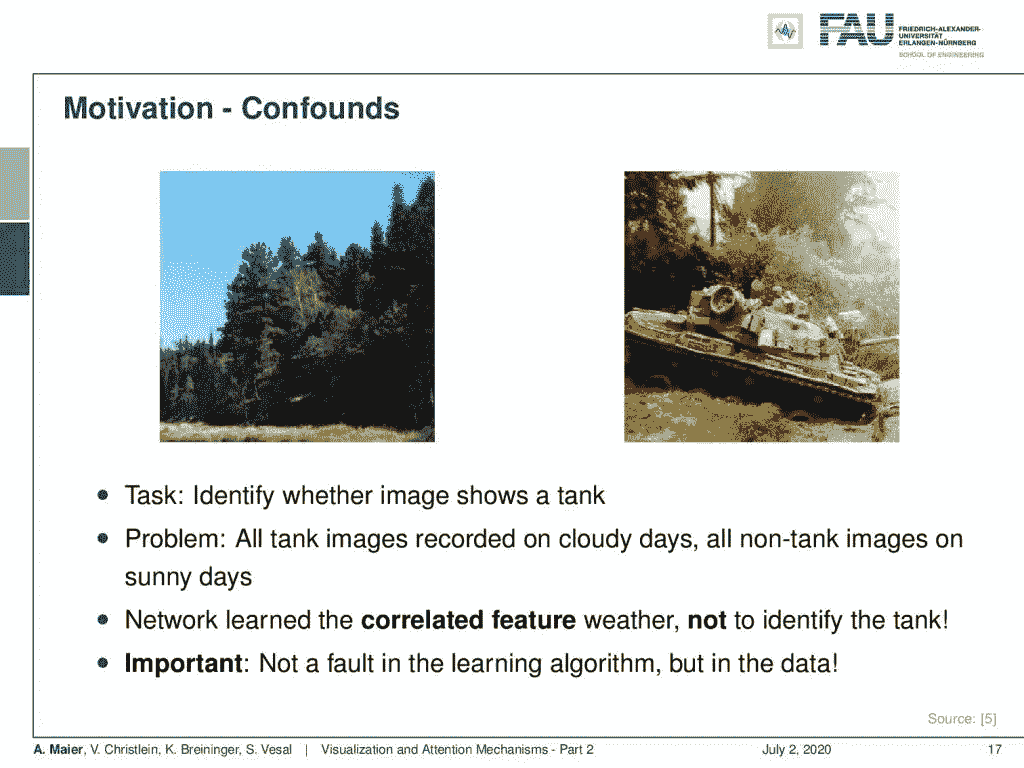 FAU
FRIEDRICH-ALEXANDER-
UNIVERSITÄT
ERLANGEN-NÜRNBERG
SCHOOL OF ENGINEERING
Motivation - Confounds
• Task: Identify whether image shows a tank
• Problem: All tank images recorded on cloudy days, all non-tank images on
sunny days
• Network learned the correlated feature weather, not to identify the tank!
• Important: Not a fault in the learning algorithm, but in the data!
Source: [5]
A. Maier, V. Christlein, K. Breininger, S. Vesal | Visualization and Attention Mechanisms - Part 2 July 2, 2020 17